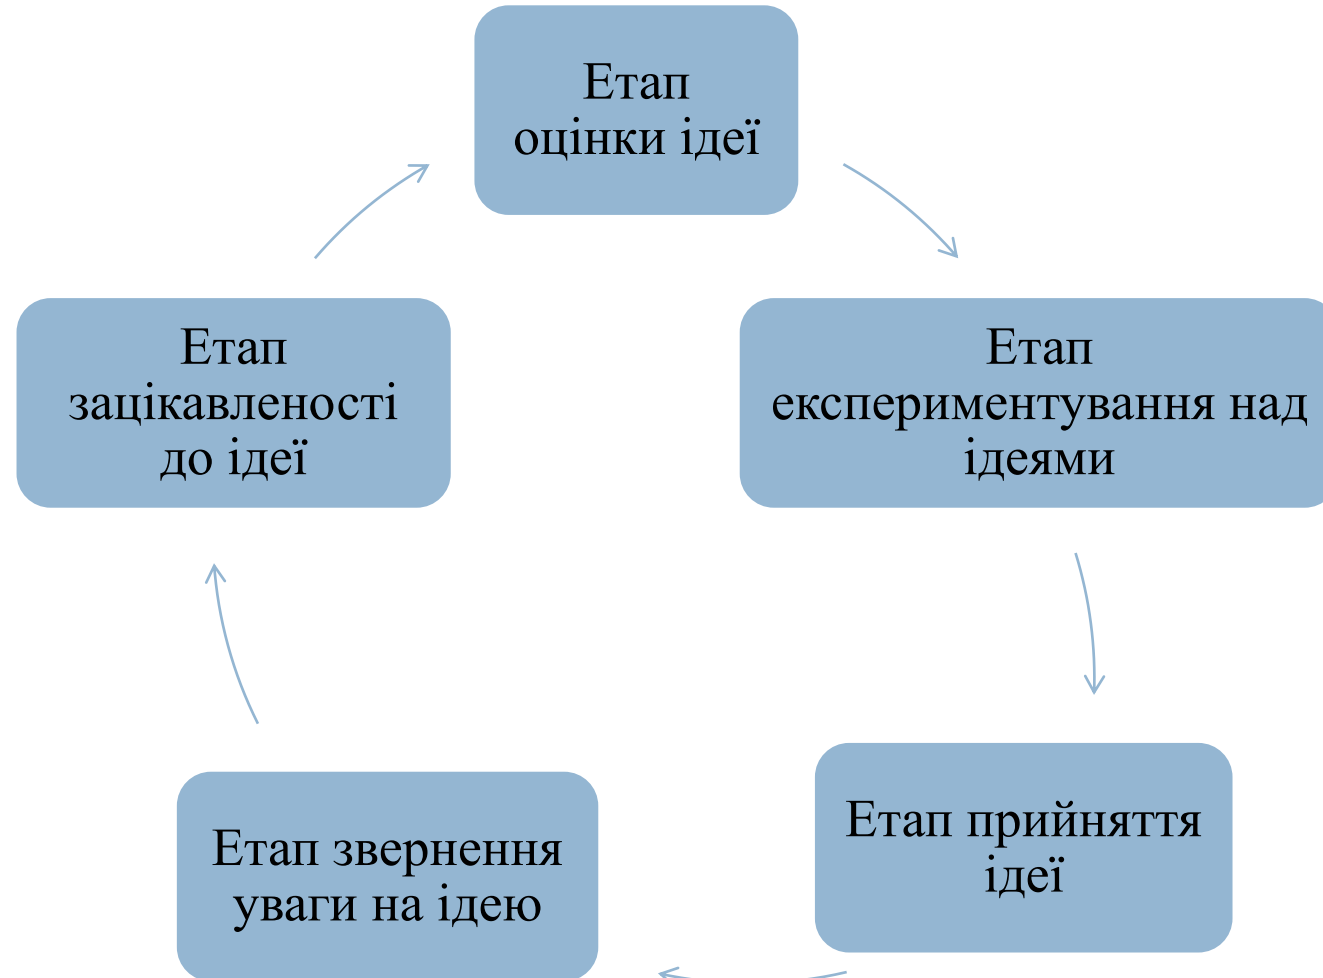 Етап
оцінки ідеї
Етап
зацікавленості
до ідеї
Етап
експериментування над
ідеями
Етап прийняття
ідеї
Етап звернення
уваги на ідею